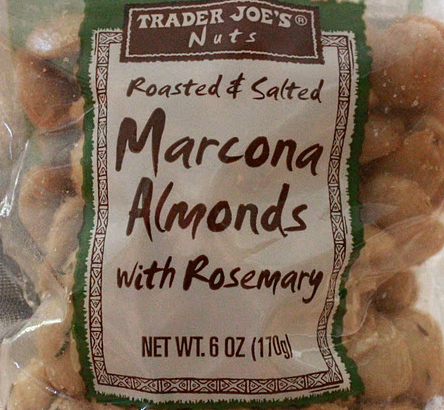 TRADER JOE'S®
Nuts
Roasted & Salted
Marcona
Almonds
with Rosemary
NET WT. 6 OZ (170g)